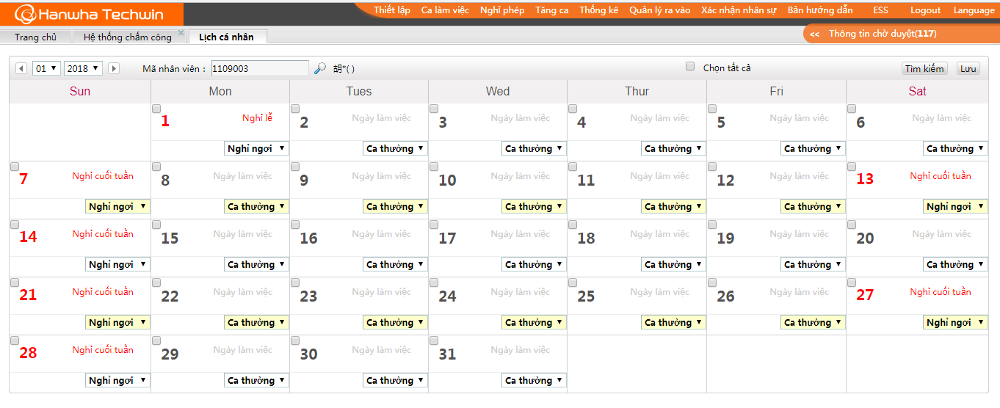 Hanwha Techwin
Thiết lập Ca làm việc Nghỉ phép Tăng ca Thống kê Quản lý ra vào Xác nhận nhân sự Bản hướng dẫn ESS Logout Language
Trang chủ Hệ thống chấm công Lịch cá nhân
<< Thông tin chờ duyệt(117)
01 2018 Mã nhân viên : 1109003 胡*( ) Chọn tất cả Tìm kiếm Lưu
Sun Mon Tues Wed Thur Fri Sat
1 Nghỉ lễ 2 Ngày làm việc 3 Ngày làm việc 4 Ngày làm việc 5 Ngày làm việc 6 Ngày làm việc
Nghỉ ngơi Ca thường Ca thường Ca thường Ca thường Ca thường
7 Nghỉ cuối tuần 8 Ngày làm việc 9 Ngày làm việc 10 Ngày làm việc 11 Ngày làm việc 12 Ngày làm việc 13 Nghỉ cuối tuần
Nghỉ ngơi Ca thường Ca thường Ca thường Ca thường Ca thường Nghỉ ngơi
14 Nghỉ cuối tuần 15 Ngày làm việc 16 Ngày làm việc 17 Ngày làm việc 18 Ngày làm việc 19 Ngày làm việc 20 Ngày làm việc
Nghỉ ngơi Ca thường Ca thường Ca thường Ca thường Ca thường Ca thường
21 Nghỉ cuối tuần 22 Ngày làm việc 23 Ngày làm việc 24 Ngày làm việc 25 Ngày làm việc 26 Ngày làm việc 27 Nghỉ cuối tuần
Nghỉ ngơi Ca thường Ca thường Ca thường Ca thường Ca thường Nghỉ ngơi
28 Nghỉ cuối tuần 29 Ngày làm việc 30 Ngày làm việc 31 Ngày làm việc
Nghỉ ngơi Ca thường Ca thường Ca thường